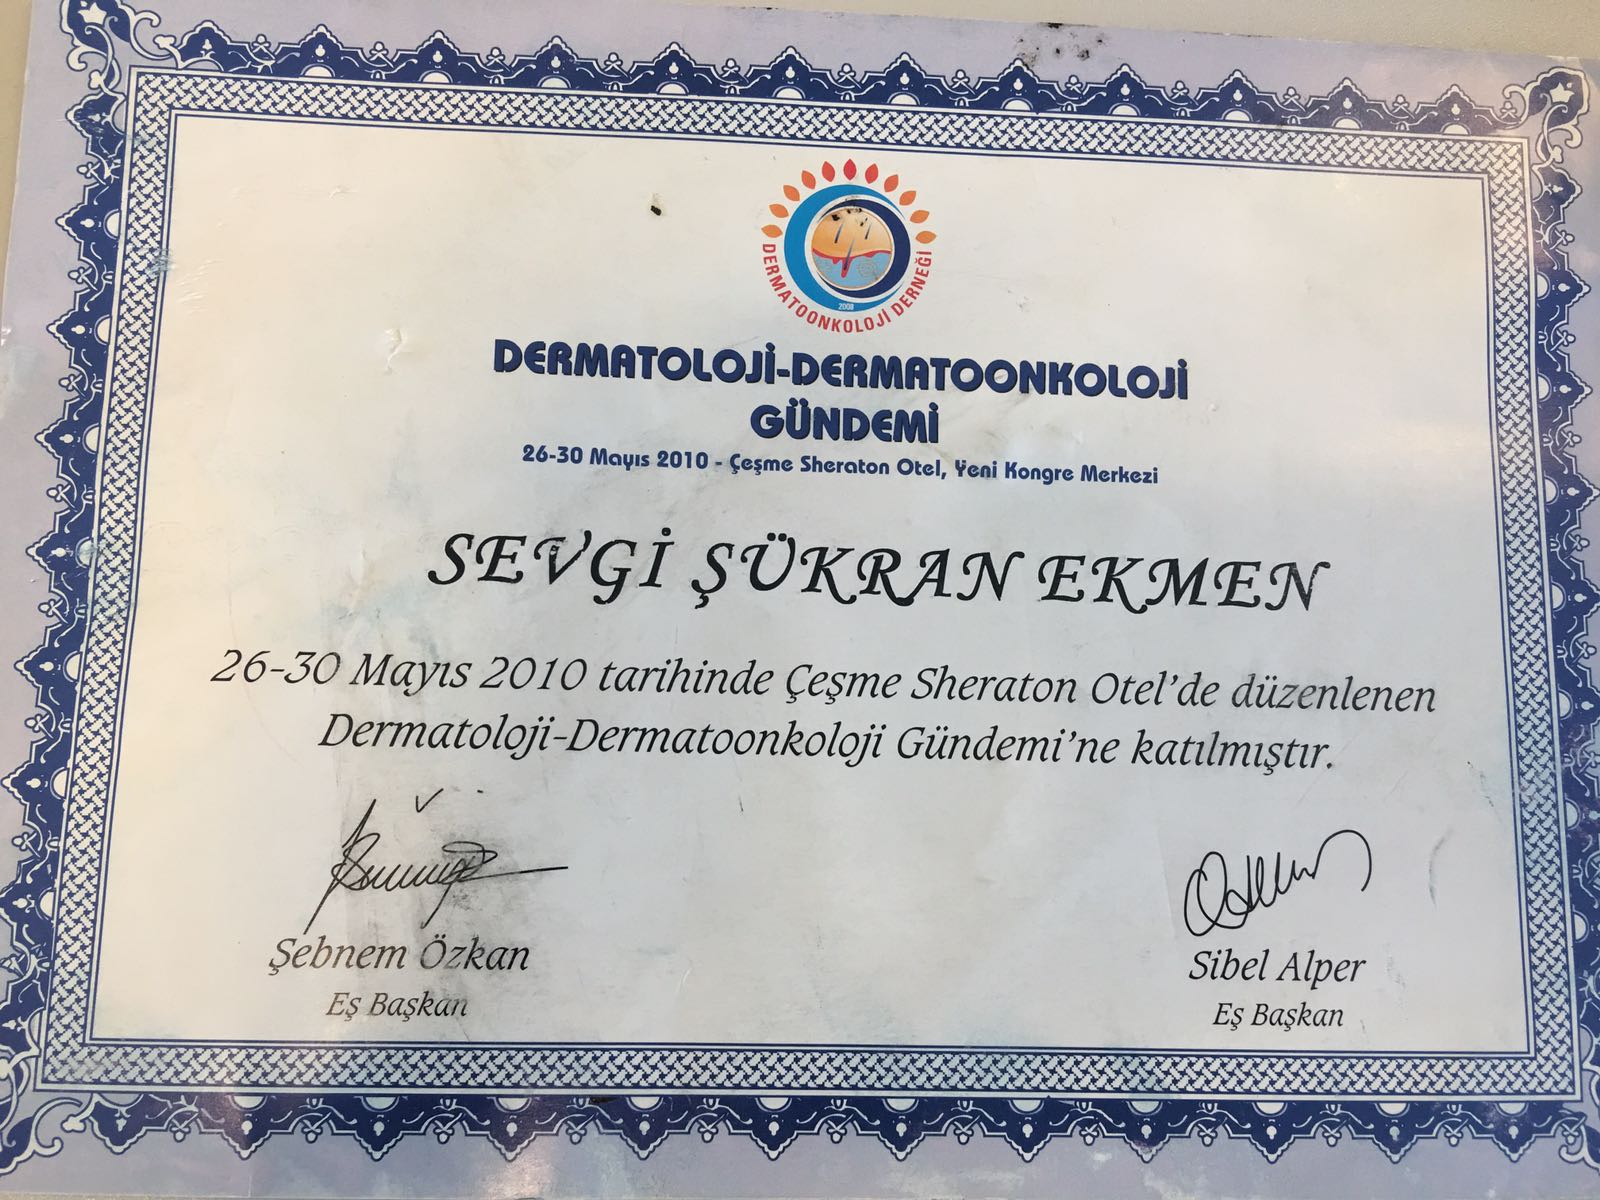 DERMATOONKOLOJİ DERNEĞİ
2008
DERMATOLOJİ-DERMATOONKOLOJİ
GÜNDEMİ
26-30 Mayıs 2010 - Çeşme Sheraton Otel, Yeni Kongre Merkezi
SEVGİ ŞÜKRAN EKMEN
26-30 Mayıs 2010 tarihinde Çeşme Sheraton Otel'de düzenlenen
Dermatoloji-Dermatoonkoloji Gündemi'ne katılmıştır.
Şebnem Özkan
Eş Başkan
Sibel Alper
Eş Başkan